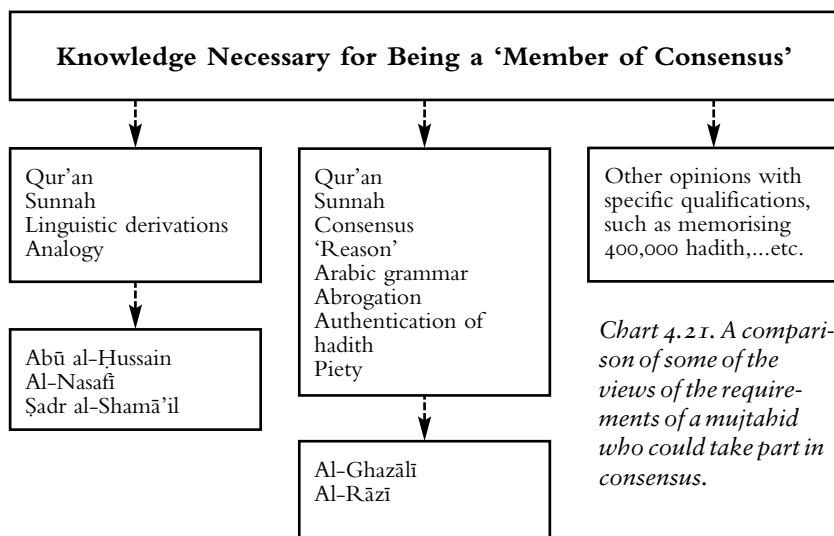 Knowledge Necessary for Being a ‘Member of Consensus’
Qur’an
Sunnah
Linguistic derivations
Analogy
Abū al-Ḥussain
Al-Nasafī
Ṣadr al-Shamā’il
Qur’an
Sunnah
Consensus
‘Reason’
Arabic grammar
Abrogation
Authentication of
hadith
Piety
Al-Ghazālī
Al-Rāzī
Other opinions with
specific qualifications,
such as memorising
400,000 hadith,...etc.
Chart 4.21. A compari-
son of some of the
views of the require-
ments of a mujtahid
who could take part in
consensus.